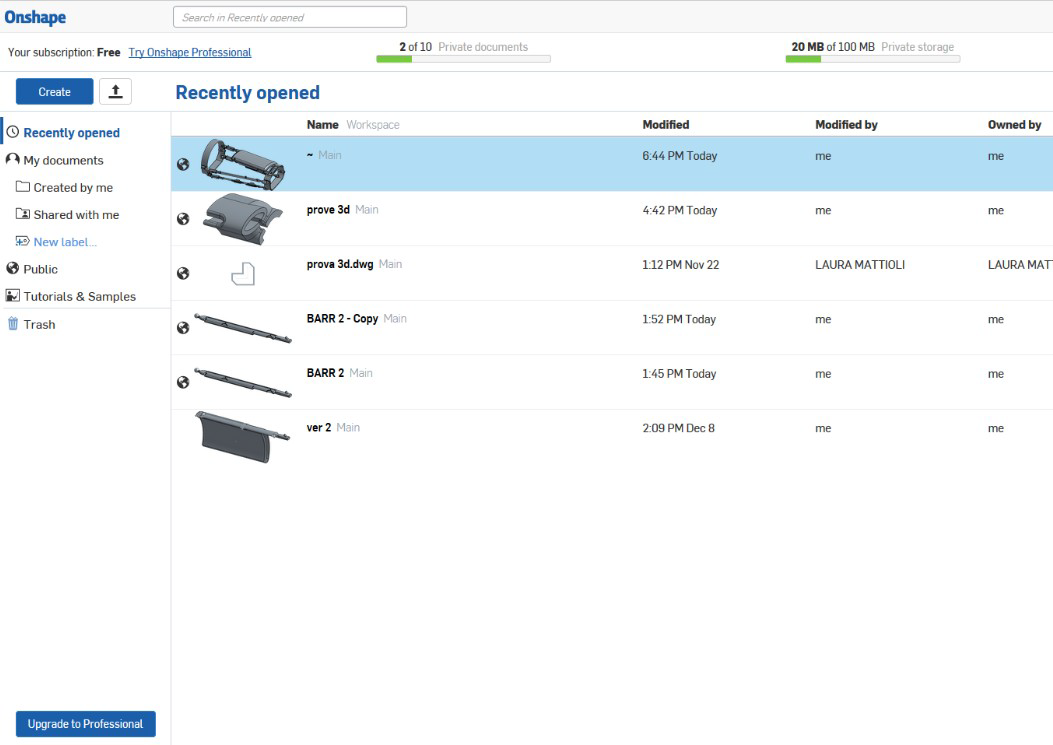 Onshape
Search in Recently opened
Your subscription: Free Try Onshape Professional
2 of 10 Private documents
20 MB of 100 MB Private storage
Create
Recently opened
Recently opened
My documents
Created by me
Shared with me
New label...
Public
Tutorials & Samples
Trash
Name Workspace Modified Modified by Owned by
~ Main 6:44 PM Today me me
prove 3d Main 4:42 PM Today me me
prova 3d.dwg Main 1:12 PM Nov 22 LAURA MATTIOLI LAURA MAT
BARR 2 - Copy Main 1:52 PM Today me me
BARR 2 Main 1:45 PM Today me me
ver 2 Main 2:09 PM Dec 8 me me
Upgrade to Professional